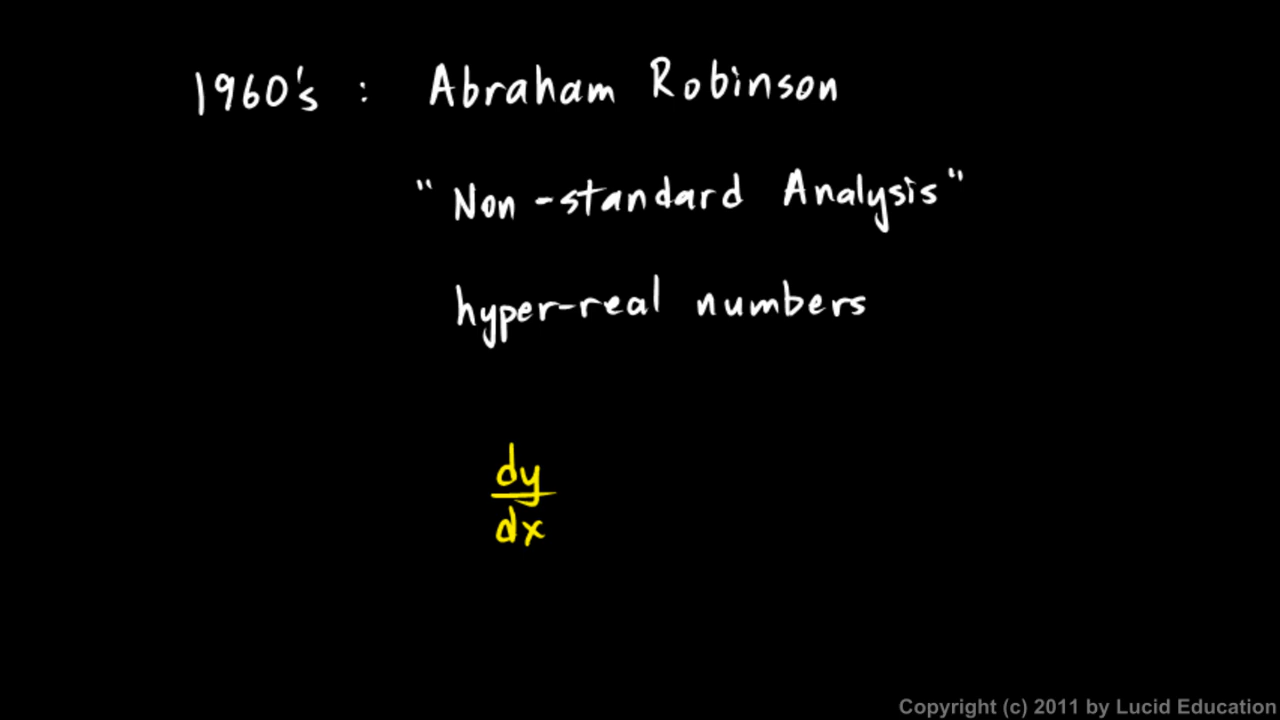 1960's : Abraham Robinson
"Non-standard Analysis"
hyper-real numbers
dy
dx
Copyright (c) 2011 by Lucid Education